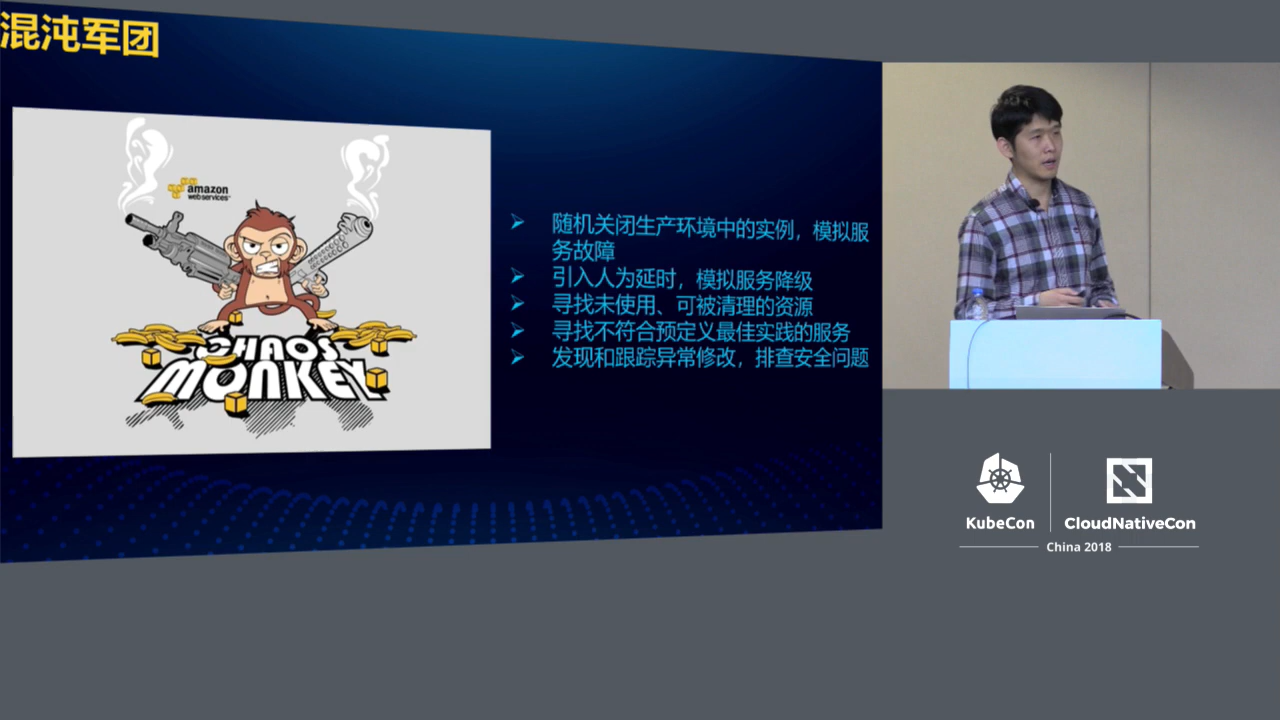 混沌军团
amazon
webservices
CHAOS
MONKEY
随机关闭生产环境中的实例，模拟服
务故障
引入人为延时，模拟服务降级
寻找未使用、可被清理的资源
寻找不符合预定义最佳实践的服务
发现和跟踪异常修改，排查安全问题
KubeCon
CloudNativeCon
China 2018